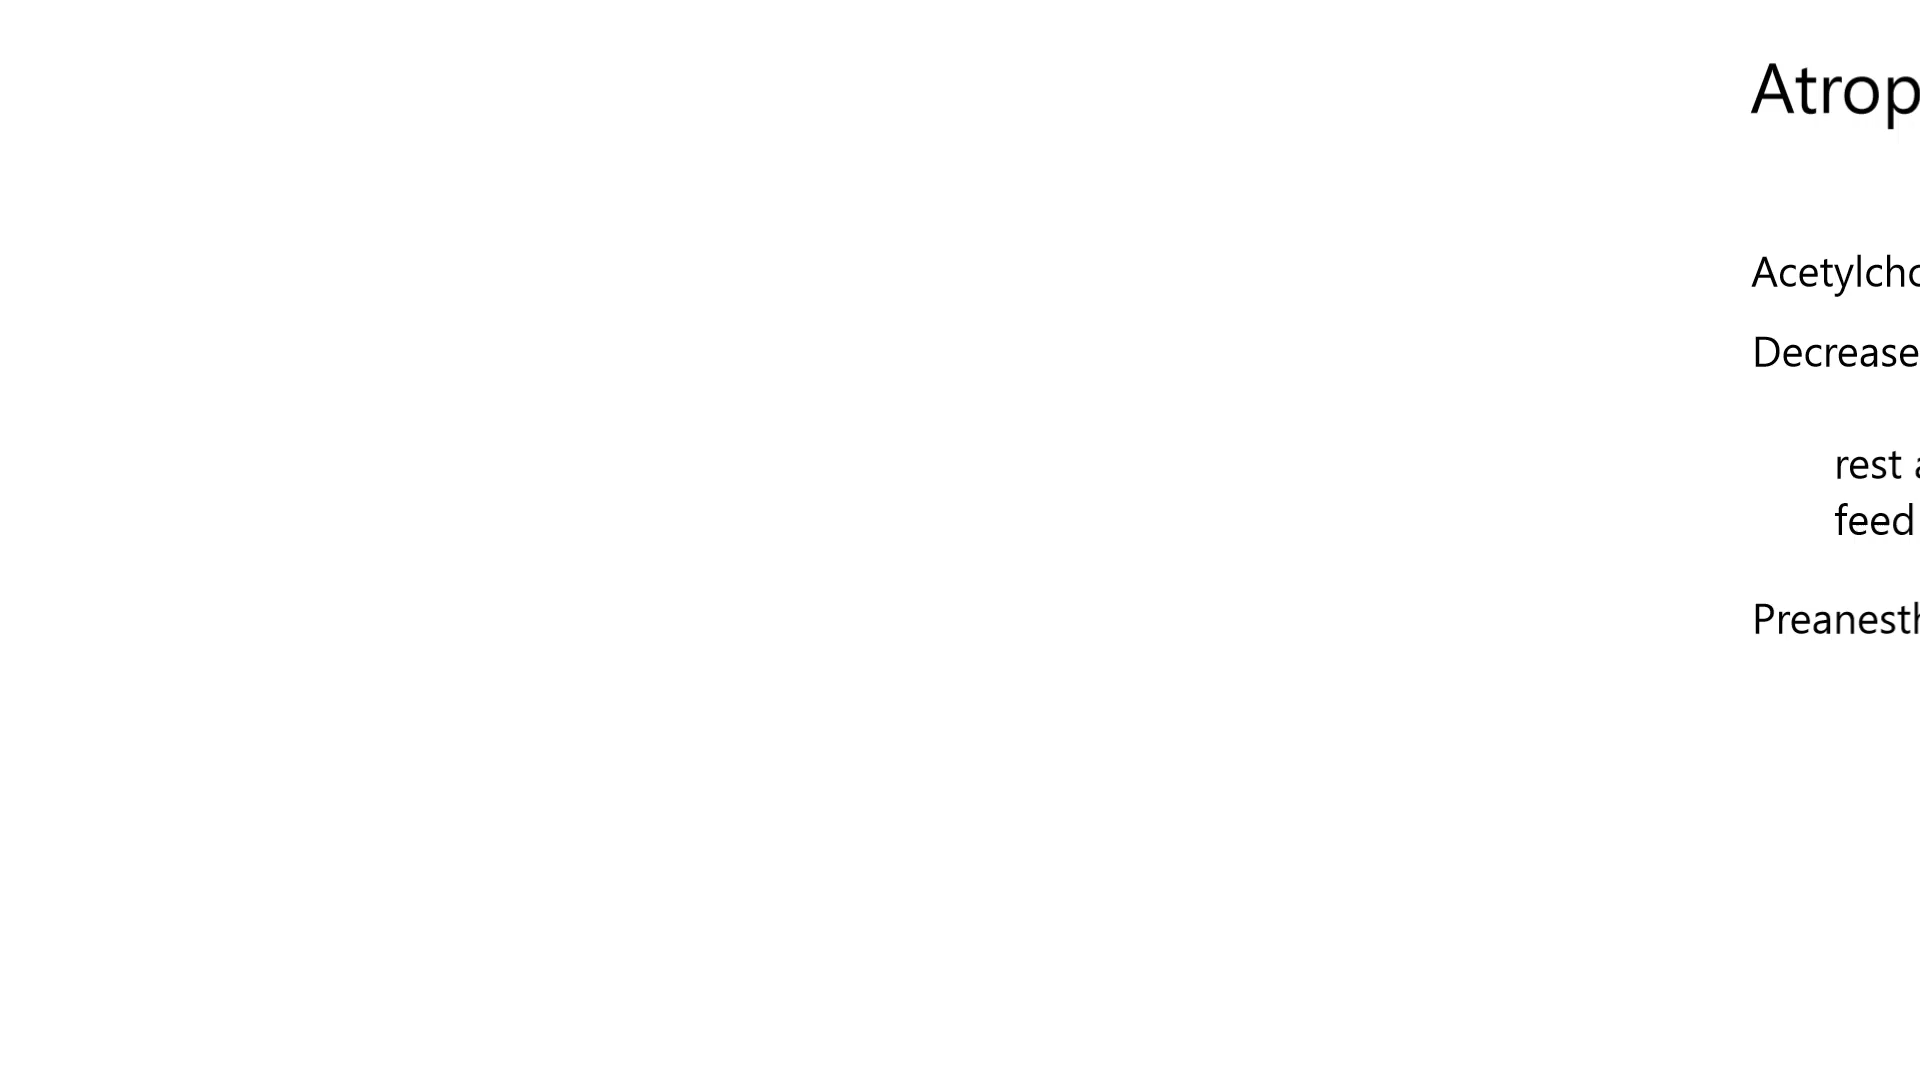 Atrop
Acetylcho
Decrease
rest a
feed
Preanesth